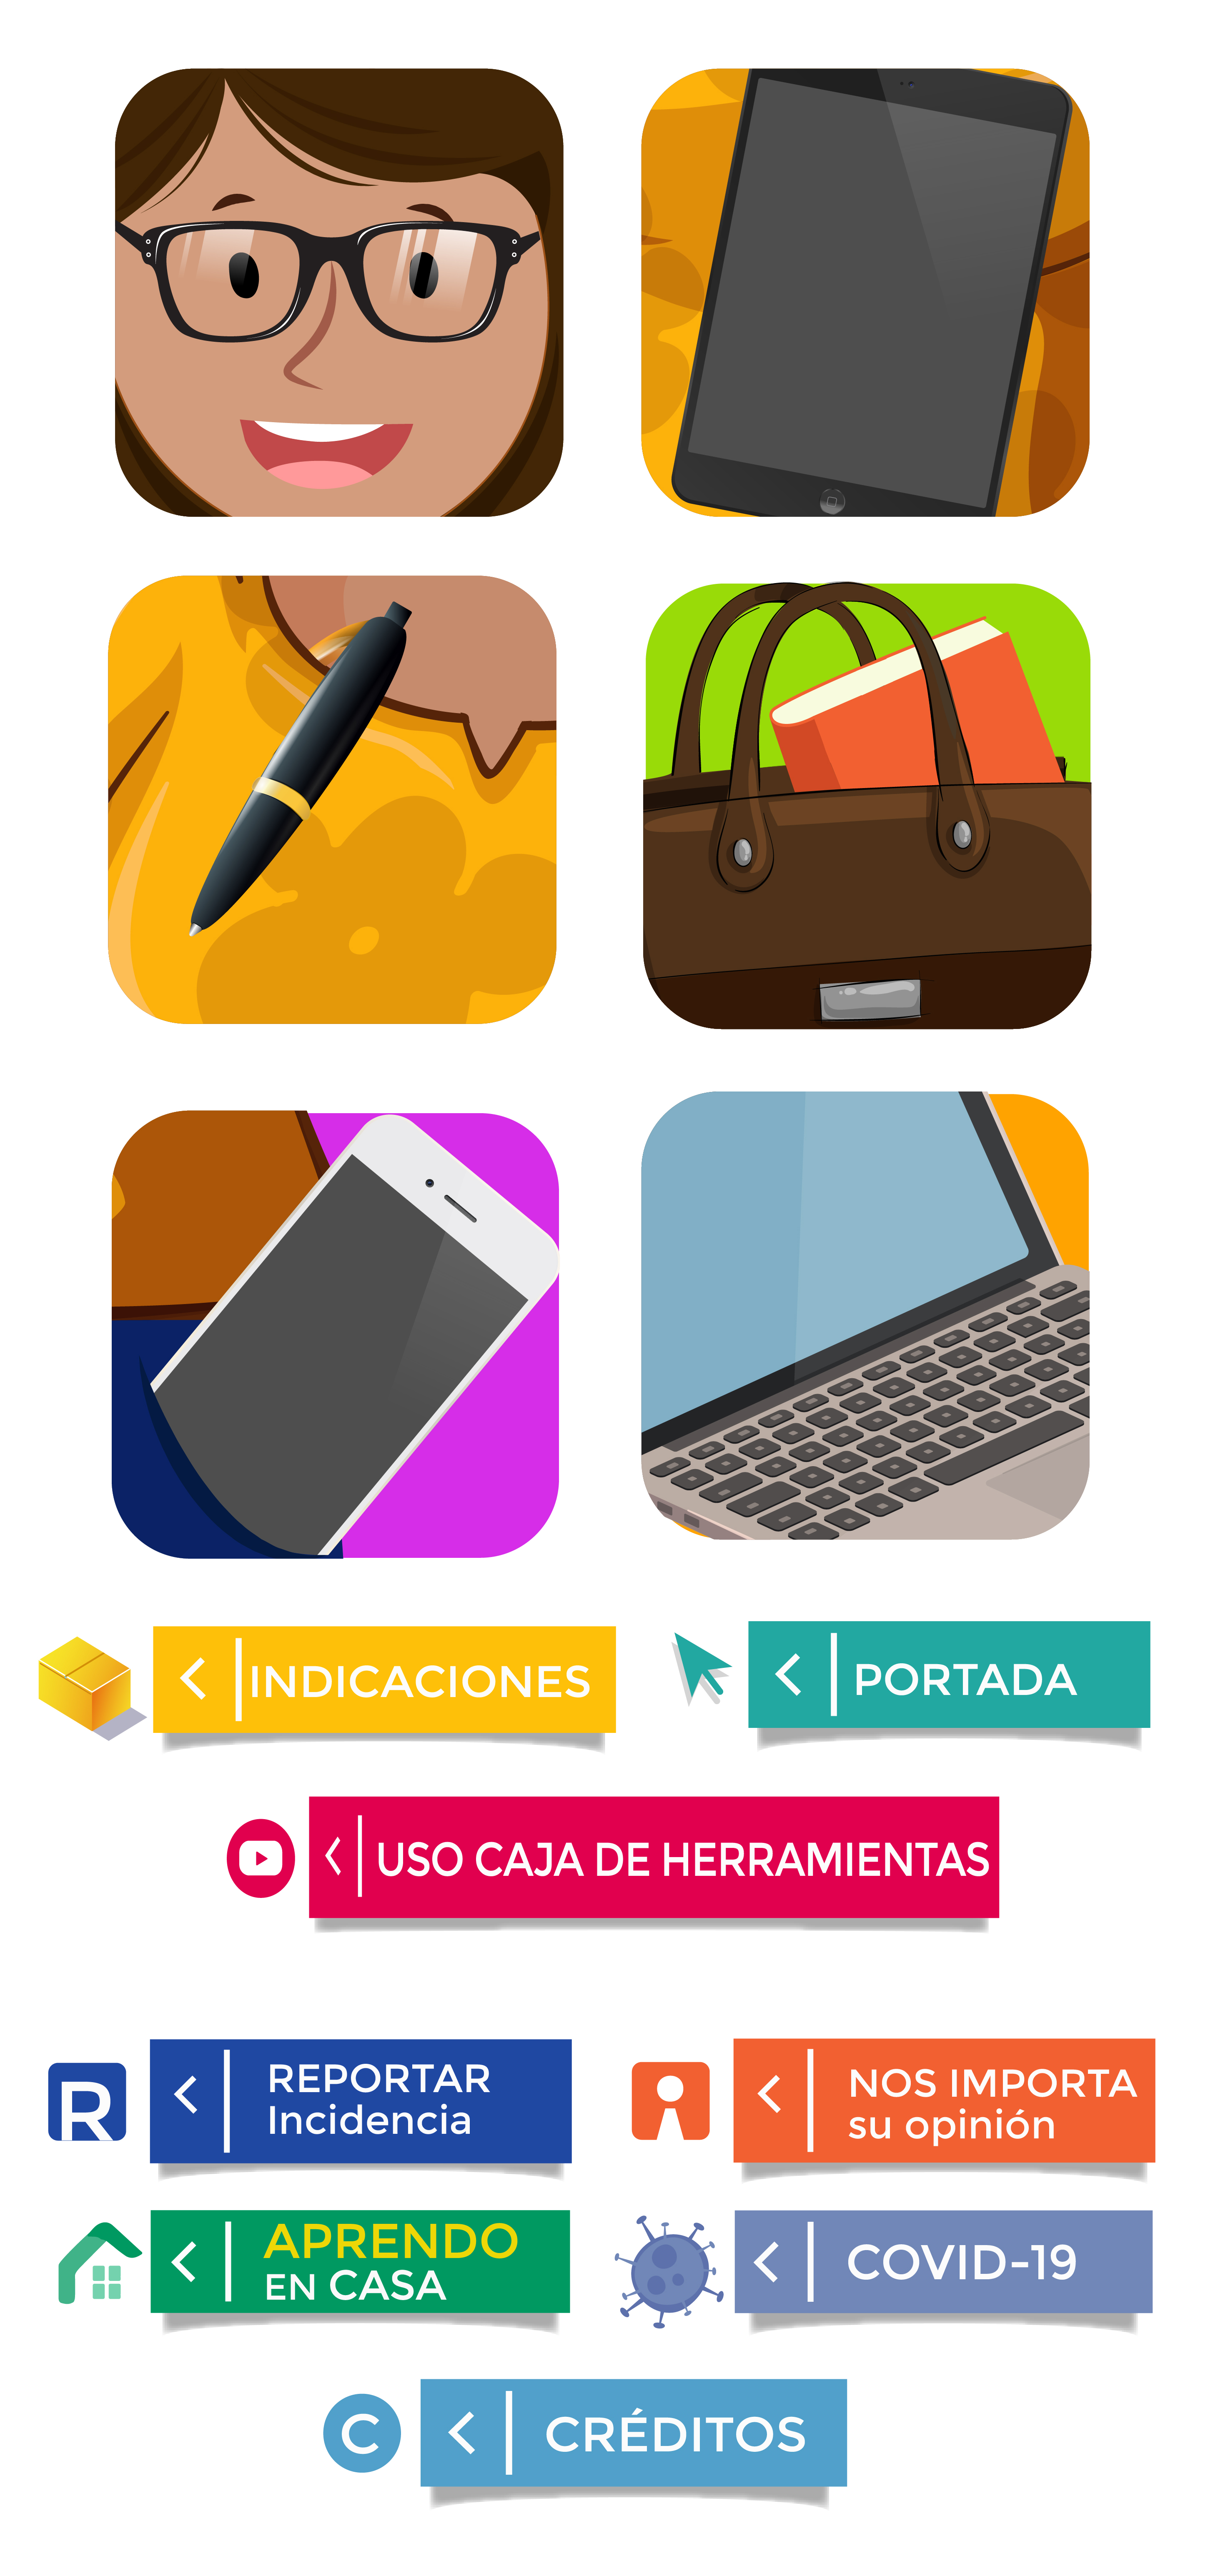 INDICACIONES
PORTADA
USO CAJA DE HERRAMIENTAS
R
REPORTAR
Incidencia
NOS IMPORTA
su opinión
APRENDO
EN CASA
COVID-19
C
CRÉDITOS